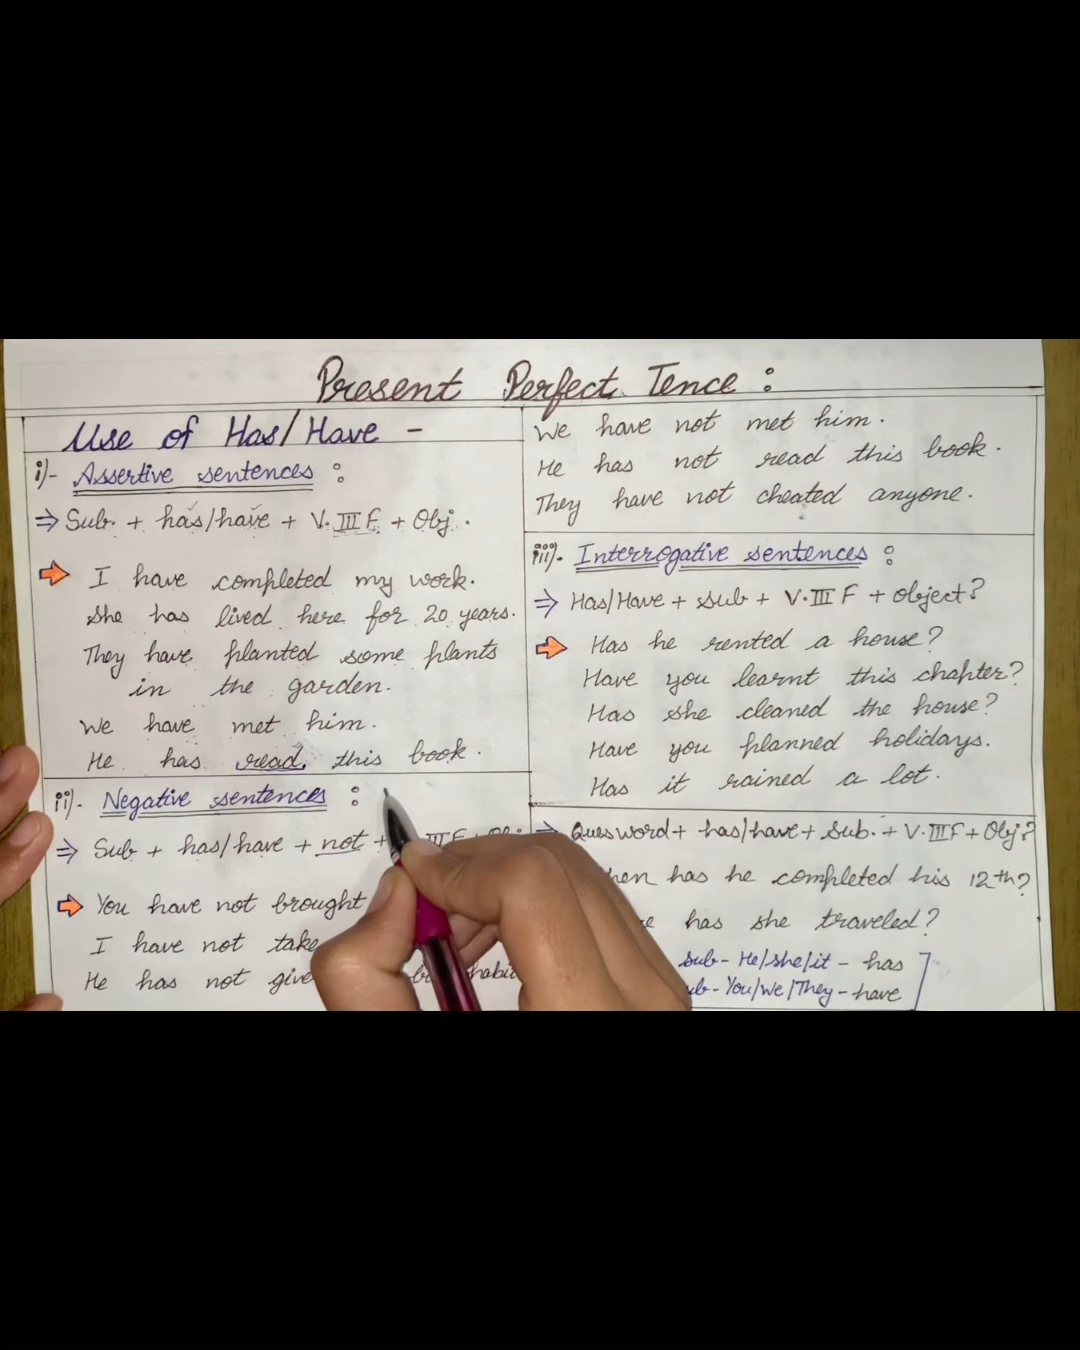 Present Perfect Tence :
Use of Has/Have -
i)- Assertive sentences :
⇒ Sub. + has/have + V.III F + Obj.
I have completed my work.
She has lived here for 20 years.
They have planted some plants
in the garden.
We have met him.
He has read this book.
ii)- Negative sentences :
⇒ Sub + has/have + not +
You have not brought
I have not take
He has not give
We have not met him.
He has not read this book.
They have not cheated anyone.
iii)- Interrogative sentences :
⇒ Has/Have + sub + V.III F + object?
Has he rented a house?
Have you learnt this chapter?
Has she cleaned the house?
Have you planned holidays.
Has it rained a lot.
⇒ Ques word + has/have + sub. + V.III F + Obj?
has he completed his 12th?
has she traveled?
sub - He/she/it - has
ub - You/We/They - have